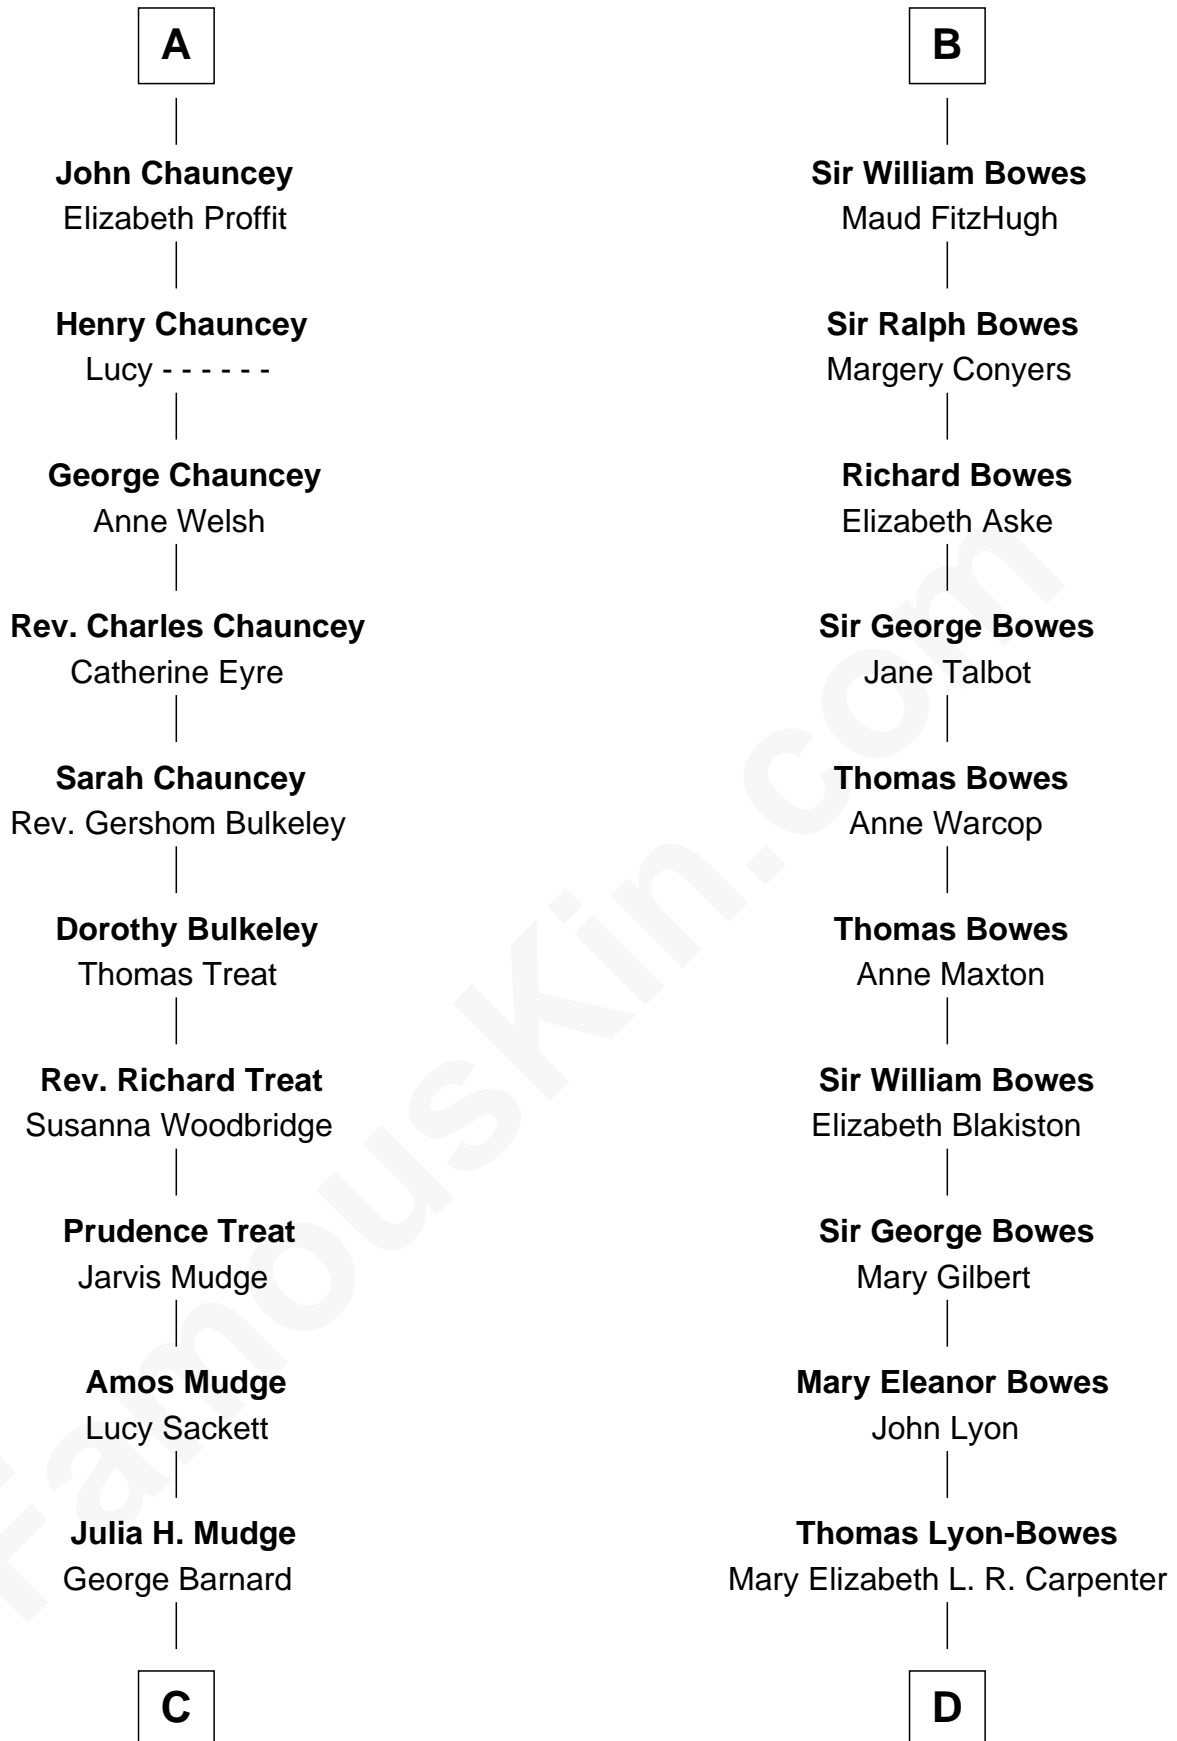 A
John Chauncey
Elizabeth Proffit
Henry Chauncey
Lucy - - - - - -
George Chauncey
Anne Welsh
Rev. Charles Chauncey
Catherine Eyre
Sarah Chauncey
Rev. Gershom Bulkeley
Dorothy Bulkeley
Thomas Treat
Rev. Richard Treat
Susanna Woodbridge
Prudence Treat
Jarvis Mudge
Amos Mudge
Lucy Sackett
Julia H. Mudge
George Barnard
C
B
Sir William Bowes
Maud FitzHugh
Sir Ralph Bowes
Margery Conyers
Richard Bowes
Elizabeth Aske
Sir George Bowes
Jane Talbot
Thomas Bowes
Anne Warcop
Thomas Bowes
Anne Maxton
Sir William Bowes
Elizabeth Blakiston
Sir George Bowes
Mary Gilbert
Mary Eleanor Bowes
John Lyon
Thomas Lyon-Bowes
Mary Elizabeth L. R. Carpenter
D
FamousKin.com